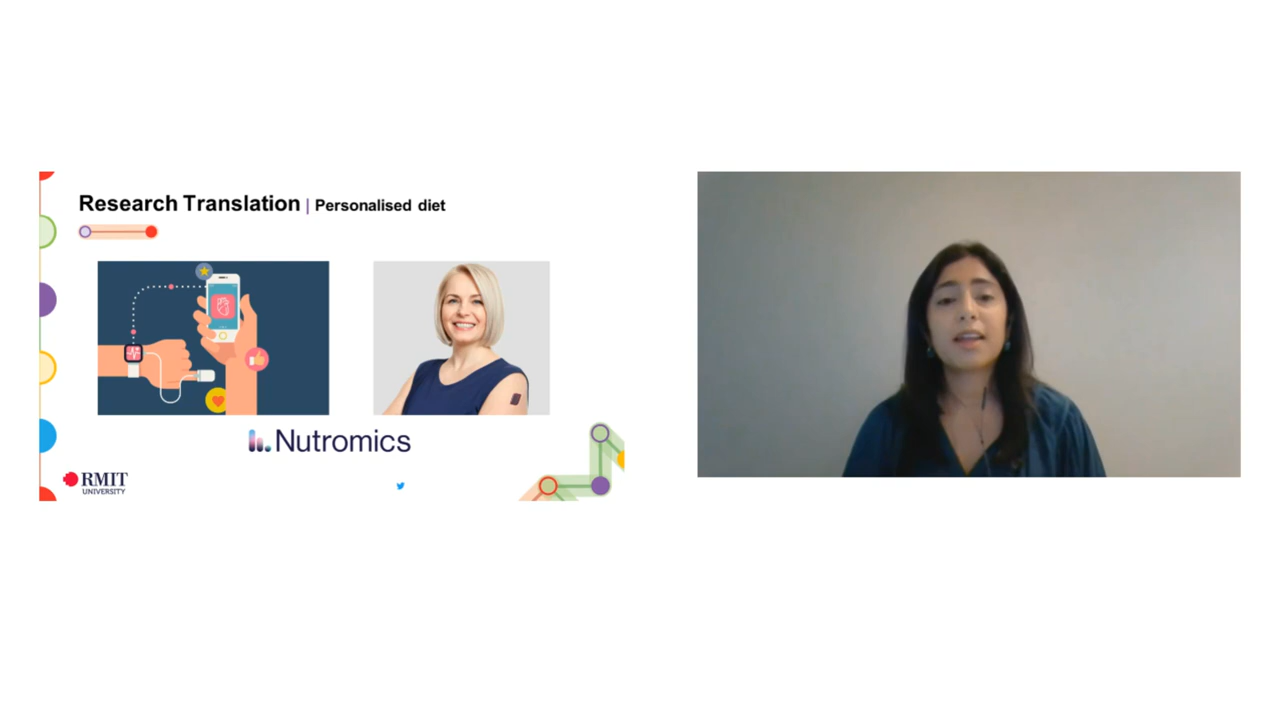 Research Translation | Personalised diet
Nutromics
RMIT
UNIVERSITY